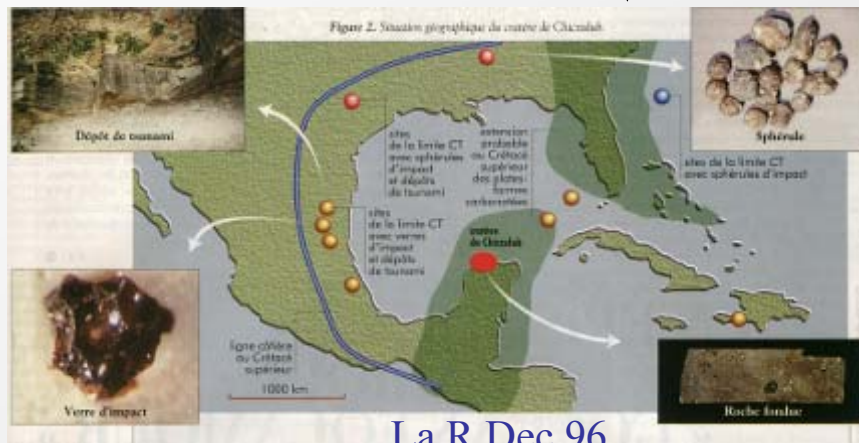 Figure 2. Situation géographique du cratère de Chicxulub.
Dépôt de tsunami
Sphérule
sites
de la limite CT
avec sphérules
d'impact
et dépôts
de tsunami
extension
probable
au Crétacé
supérieur
des plates-
formes
carbonatées
sites de la limite CT
avec sphérules d'impact
sites
de la limite CT
avec verres
d'impact
et dépôts
de tsunami
cratère
de Chicxulub
ligne côtière
au Crétacé
supérieur
1000 km
Verre d'impact
Roche fondue
La R Dec 96